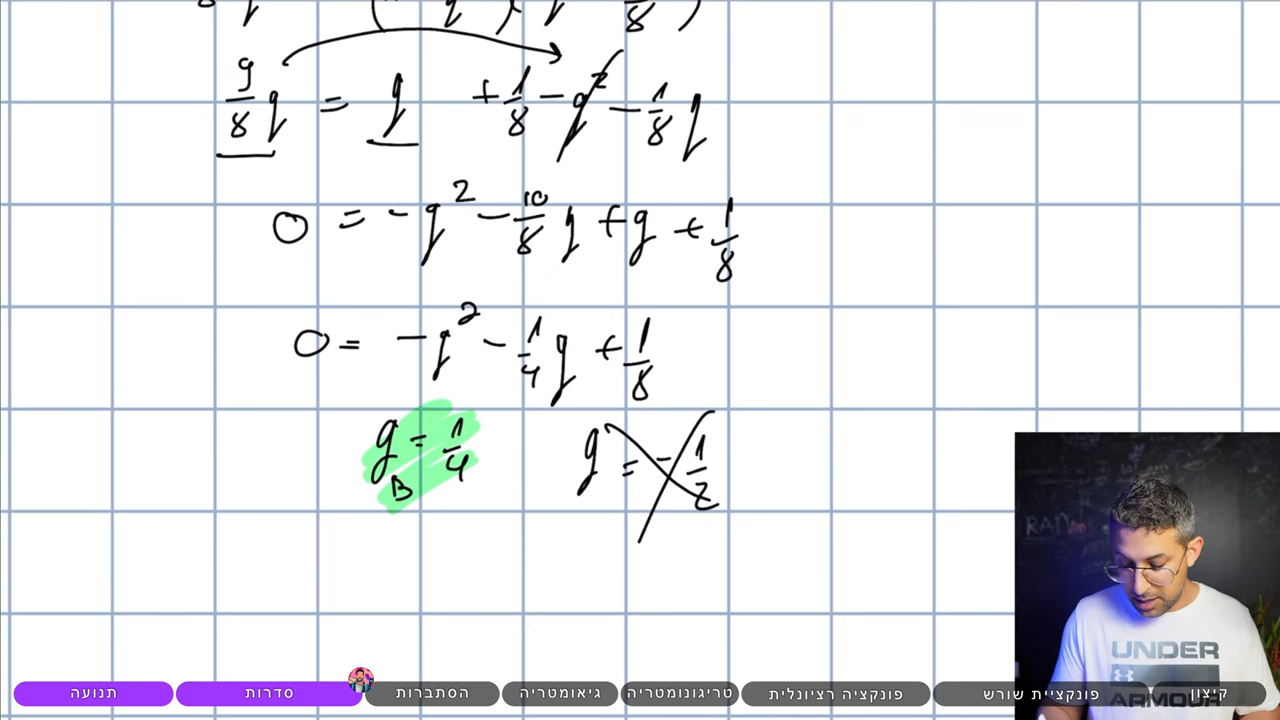 9/8 q = q + 1/8 - q² - 1/8 q
0 = - q² - 10/8 q + q + 1/8
0 = - q² - 1/4 q + 1/8
q_B = 1/4 q = - 1/2
UNDER
ARMOUR
תנועה
סדרות
הסתברות
גיאומטריה
טריגונומטריה
פונקציה רציונלית
פונקציית שורש
קיצון